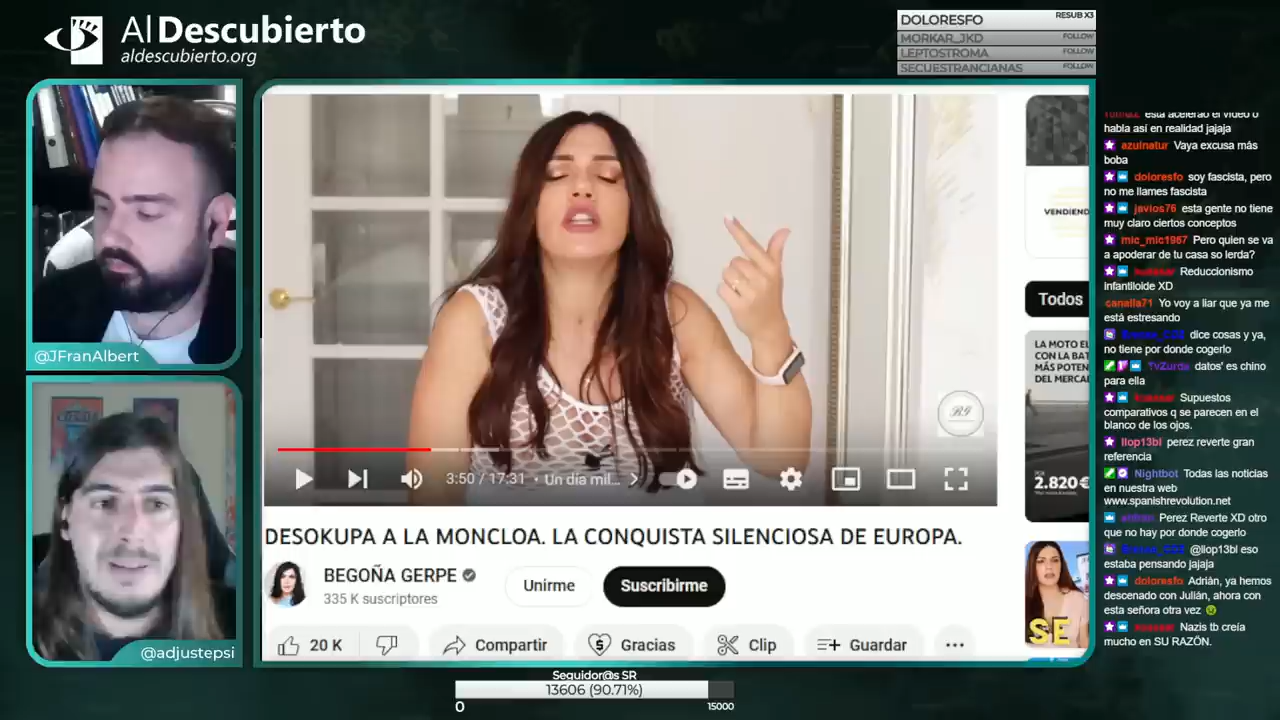 Al Descubierto
aldescubierto.org
DOLORESFO RESUB X3
MORKAR_JKD FOLLOW
LEPTOSTROMA FOLLOW
SECUESTRANCIANAS FOLLOW
@JFranAlbert
@adjustepsi
3:50 / 17:31 • Un día mil...
DESOKUPA A LA MONCLOA. LA CONQUISTA SILENCIOSA DE EUROPA.
BEGOÑA GERPE
335 K suscriptores
Unirme
Suscribirme
20 K
Compartir
Gracias
Clip
Guardar
VENDIEND
Todos
LA MOTO EL
CON LA BAT
MÁS POTEN
DEL MERCA
POR
2.820€
SE
está acelerao el video o
habla así en realidad jajaja
azulnatur Vaya excusa más
boba
doloresfo soy fascista, pero
no me llames fascista
javios76 esta gente no tiene
muy claro ciertos conceptos
mic_mic1987 Pero quien se va
a apoderar de tu casa so lerda?
Reduccionismo
infantiloide XD
canalla71 Yo voy a liar que ya me
está estresando
dice cosas y ya,
no tiene por donde cogerlo
TvZurda datos' es chino
para ella
Supuestos
comparativos q se parecen en el
blanco de los ojos.
llop13bl perez reverte gran
referencia
Nightbot Todas las noticias
en nuestra web
www.spanishrevolution.net
Perez Reverte XD otro
que no hay por donde cogerlo
@llop13bl eso
estaba pensando jajaja
doloresfo Adrián, ya hemos
descenado con Julián, ahora con
esta señora otra vez
Nazis tb creía
mucho en SU RAZÓN.
Seguidor@s SR
13606 (90.71%)
0 15000